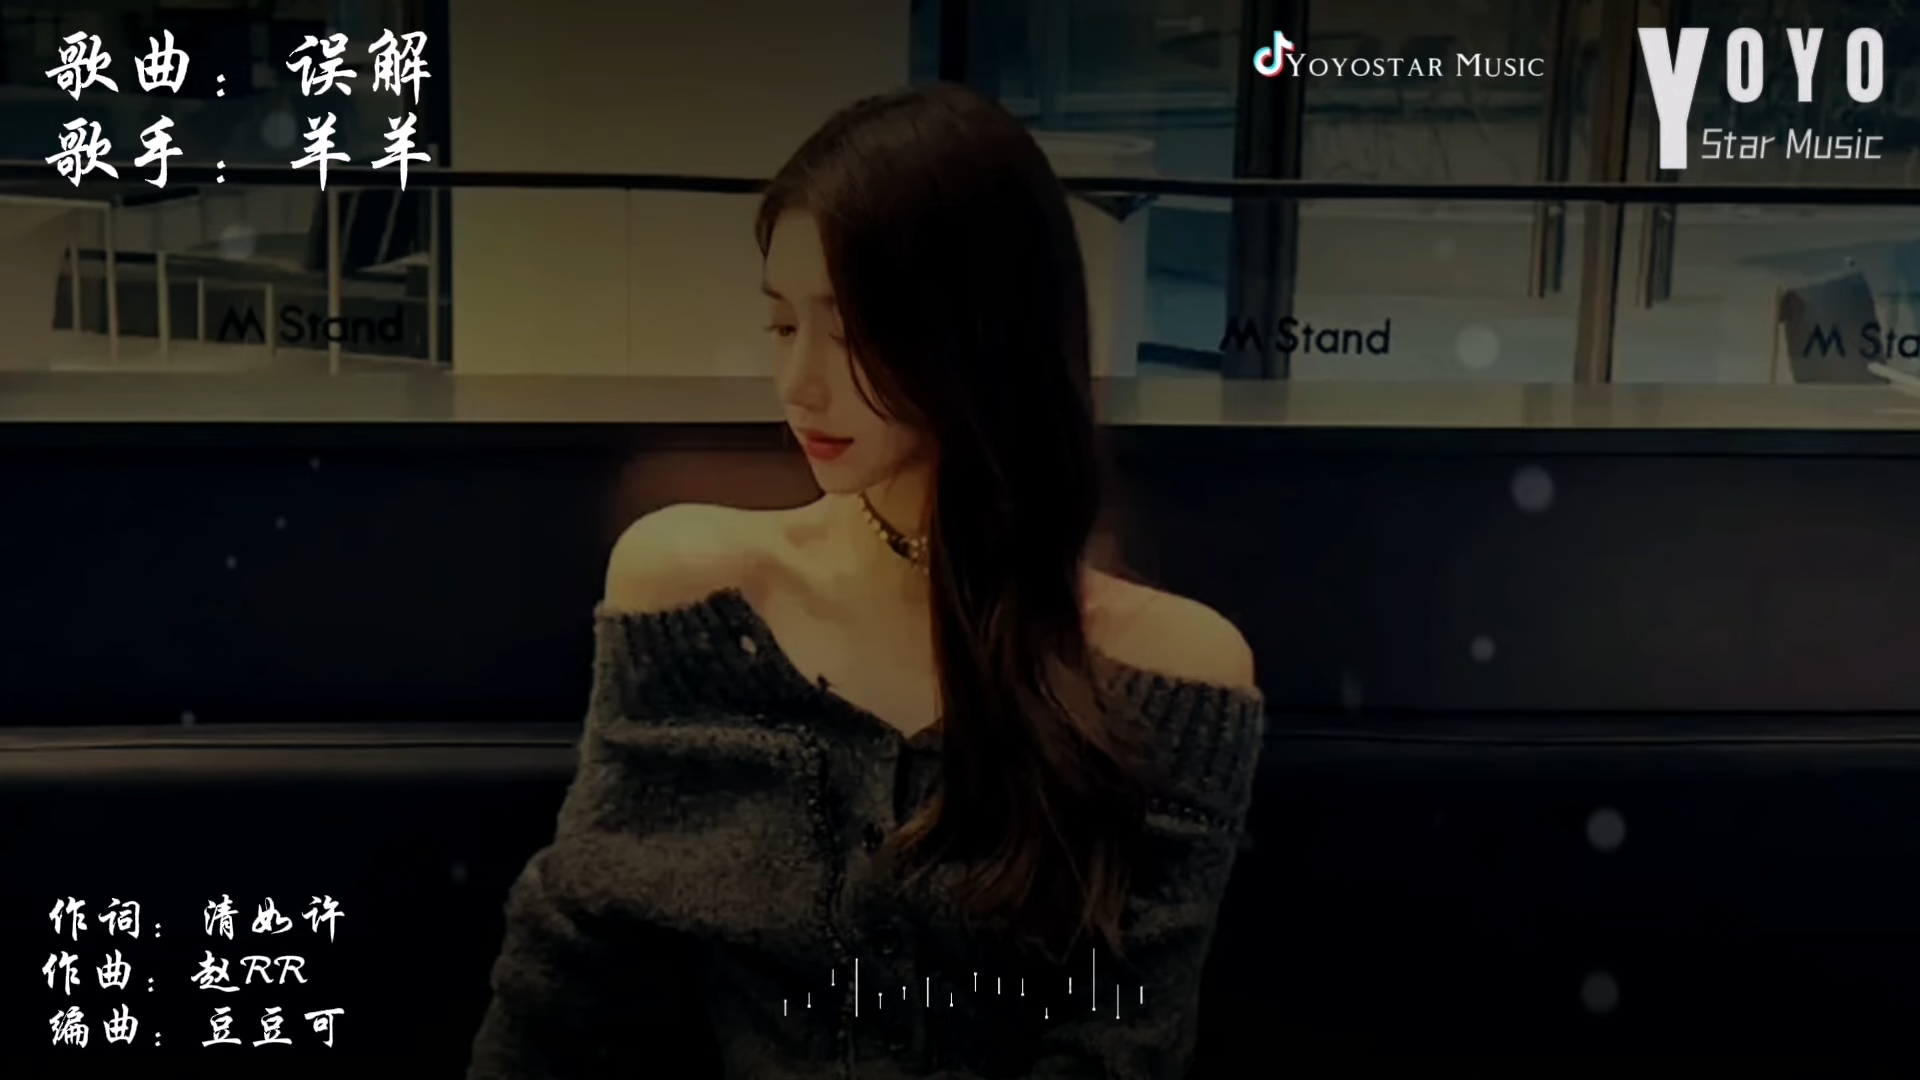 歌曲：误解
歌手：羊羊
YOYOSTAR MUSIC
YOYO
Star Music
M Stand
M Stand
M Sta
作词：清如许
作曲：赵RR
编曲：豆豆可